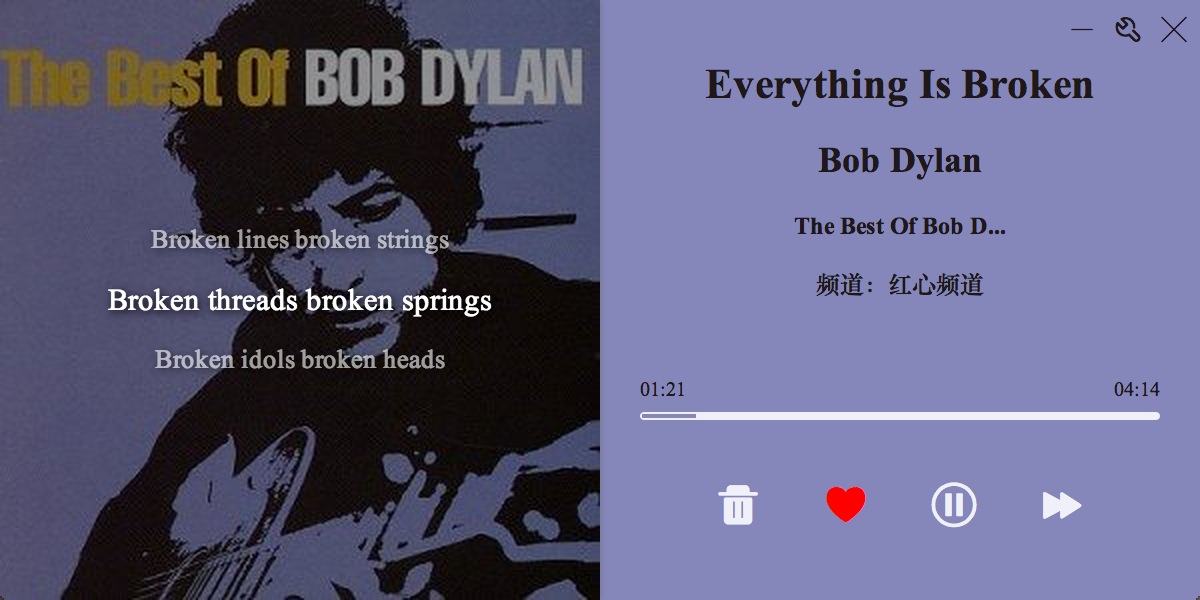 The Best Of BOB DYLAN
Broken lines broken strings
Broken threads broken springs
Broken idols broken heads
Everything Is Broken
Bob Dylan
The Best Of Bob D...
频道：红心频道
01:21 04:14